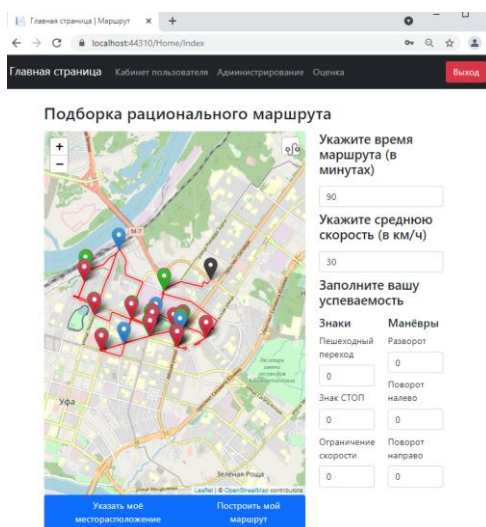 Главная страница | Маршрут
localhost:44310/Home/Index
Главная страница Кабинет пользователя Администрирование Оценка Выход
Подборка рационального маршрута
+
−
М-7
Уфа
Зелёная Роща
Leaflet | © OpenStreetMap contributors
Указать моё
месторасположение
Построить мой
маршрут
Укажите время
маршрута (в
минутах)
90
Укажите среднюю
скорость (в км/ч)
30
Заполните вашу
успеваемость
Знаки
Пешеходный
переход
0
Знак СТОП
0
Ограничение
скорости
0
Манёвры
Разворот
0
Поворот
налево
0
Поворот
направо
0